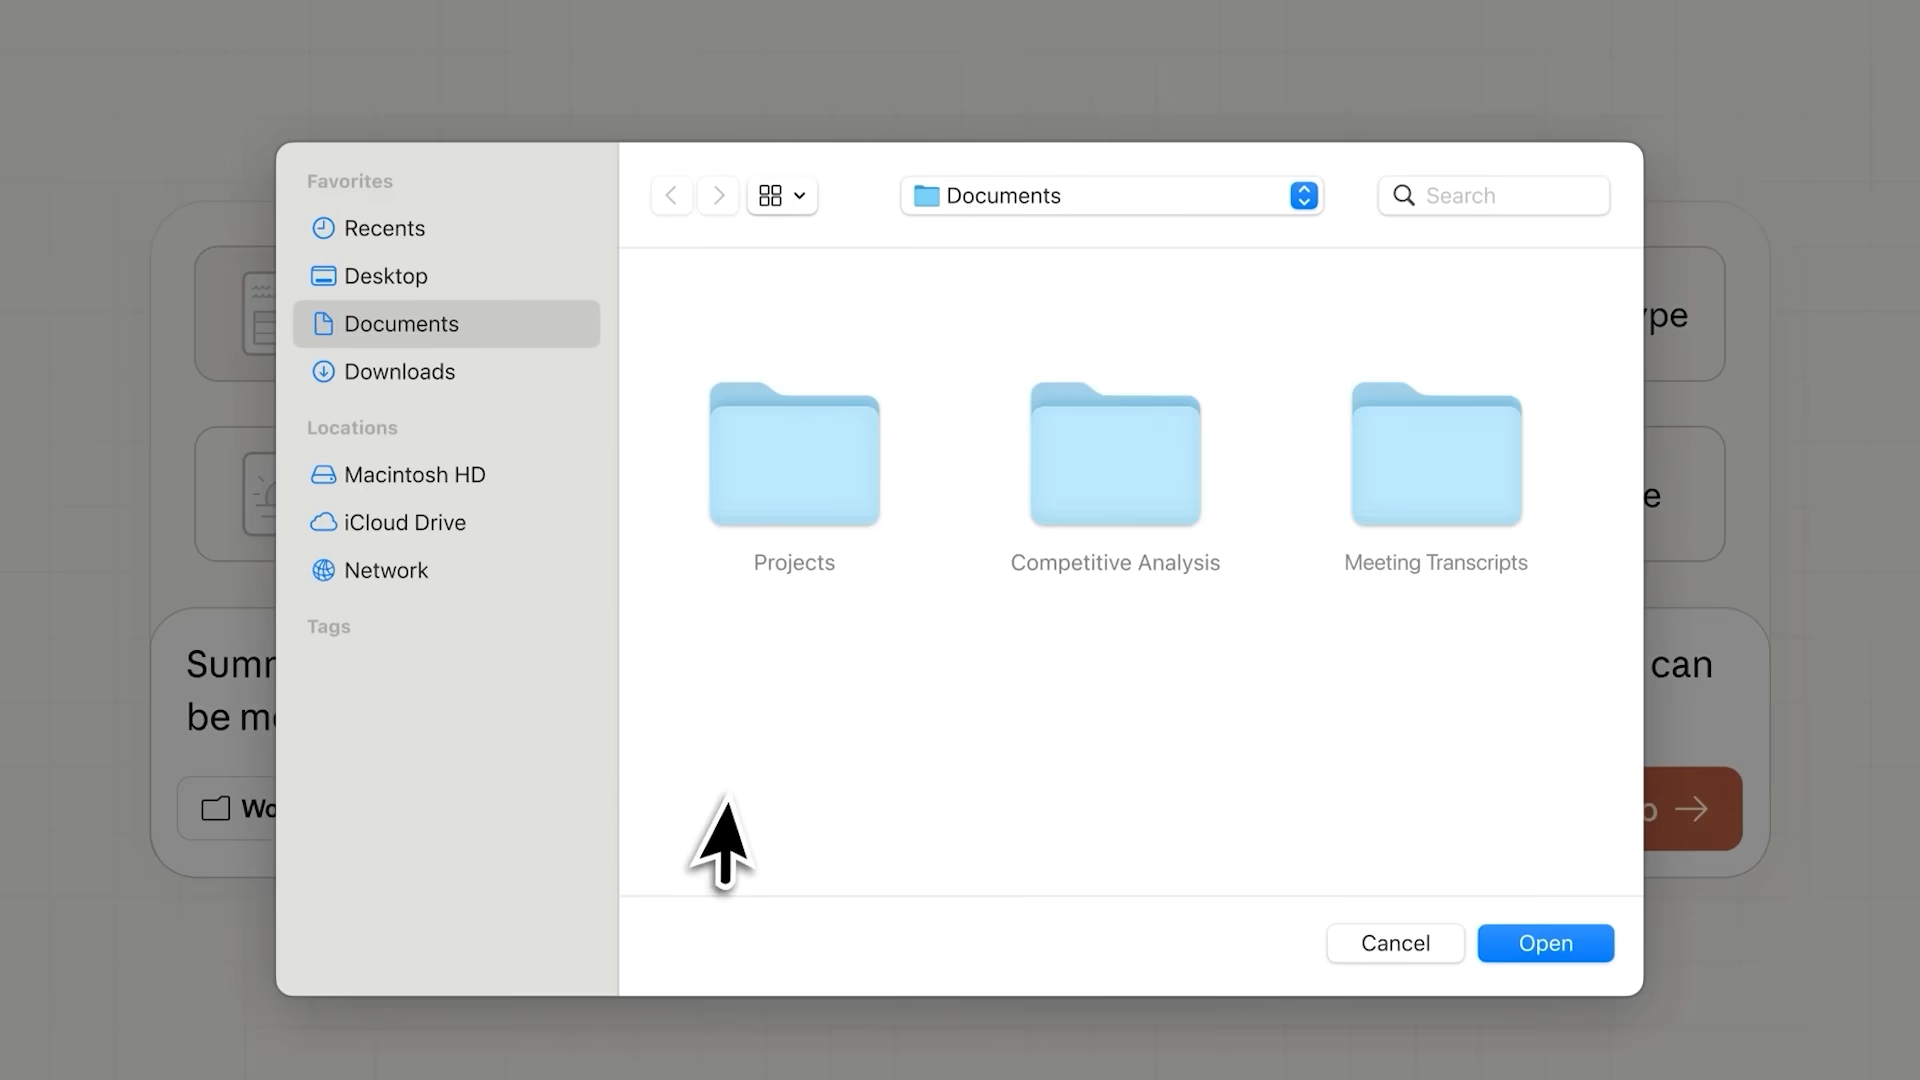 Favorites
Recents
Desktop
Documents
Downloads
Locations
Macintosh HD
iCloud Drive
Network
Tags
Documents
Search
Projects
Competitive Analysis
Meeting Transcripts
Cancel
Open
can